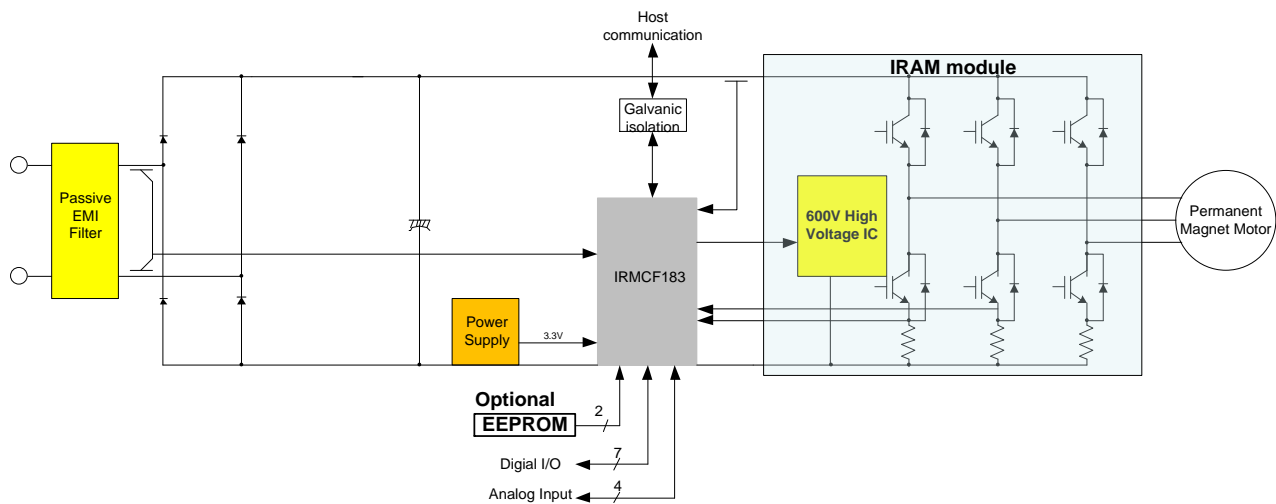 Host
communication
IRAM module
Galvanic
isolation
Passive
EMI
Filter
600V High
Voltage IC
Permanent
Magnet Motor
IRMCF183
Power
Supply
3.3V
Optional
EEPROM
2
Digial I/O
7
Analog Input
4